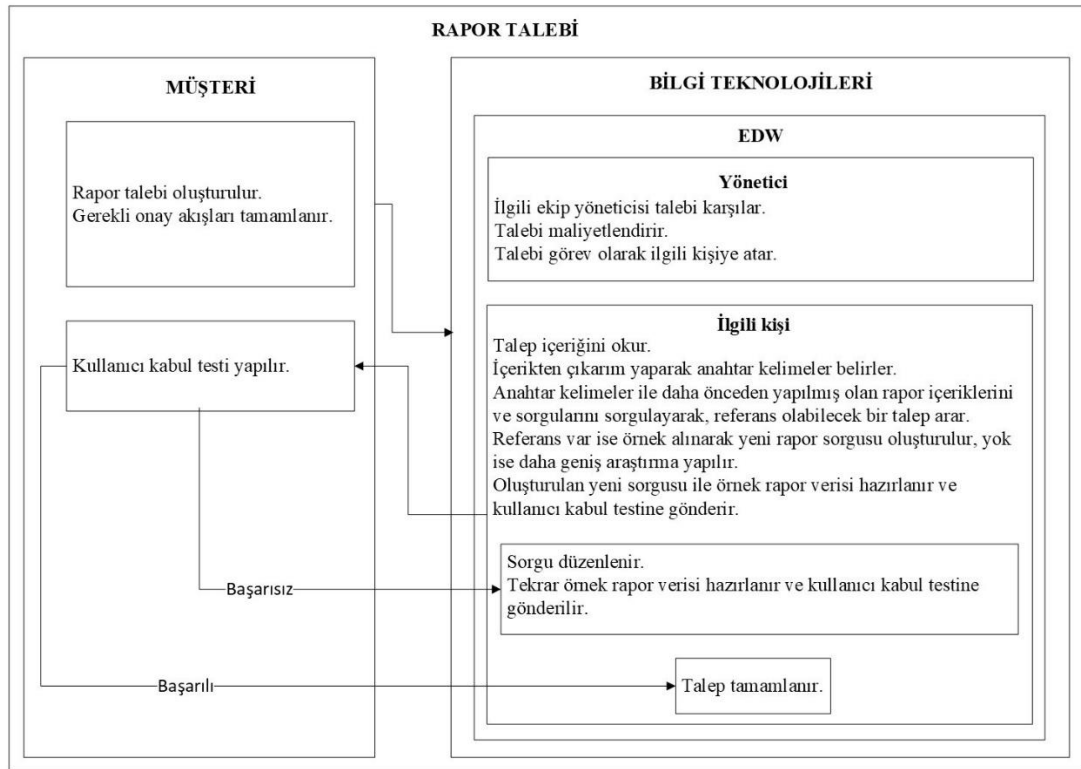 RAPOR TALEBİ
MÜŞTERİ
Rapor talebi oluşturulur.
Gerekli onay akışları tamamlanır.
Kullanıcı kabul testi yapılır.
BİLGİ TEKNOLOJİLERİ
EDW
Yönetici
İlgili ekip yöneticisi talebi karşılar.
Talebi maliyetlendirir.
Talebi görev olarak ilgili kişiye atar.
İlgili kişi
Talep içeriğini okur.
İçerikten çıkarım yaparak anahtar kelimeler belirler.
Anahtar kelimeler ile daha önceden yapılmış olan rapor içeriklerini
ve sorgularını sorgulayarak, referans olabilecek bir talep arar.
Referans var ise örnek alınarak yeni rapor sorgusu oluşturulur, yok
ise daha geniş araştırma yapılır.
Oluşturulan yeni sorgusu ile örnek rapor verisi hazırlanır ve
kullanıcı kabul testine gönderir.
Başarısız
Sorgu düzenlenir.
Tekrar örnek rapor verisi hazırlanır ve kullanıcı kabul testine
gönderilir.
Başarılı
Talep tamamlanır.